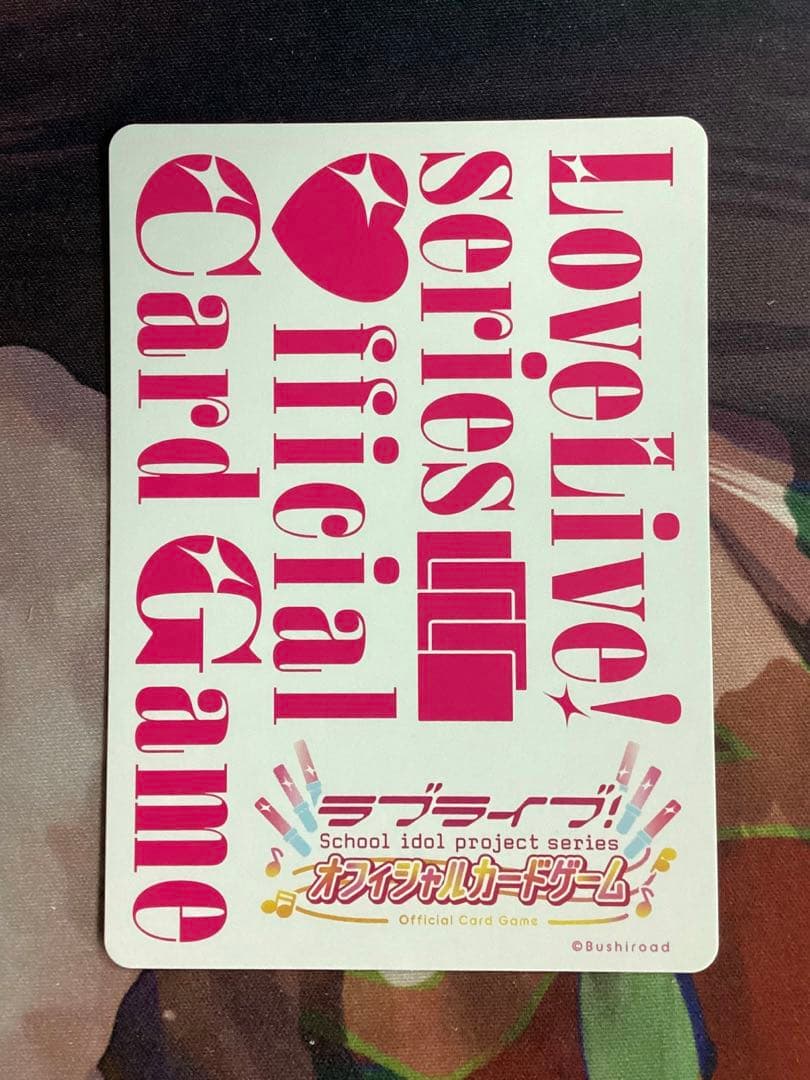 LoveLive!
series
♥fficial
Card Game
ラブライブ!
School idol project series
オフィシャルカードゲーム
Official Card Game
©Bushiroad